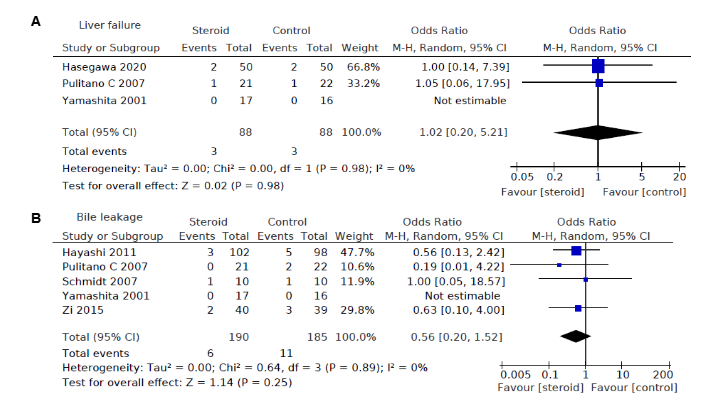 A
Liver failure
Steroid Control Odds Ratio Odds Ratio
Study or Subgroup Events Total Events Total Weight M-H, Random, 95% CI M-H, Random, 95% CI
Hasegawa 2020 2 50 2 50 66.8% 1.00 [0.14, 7.39]
Pulitano C 2007 1 21 1 22 33.2% 1.05 [0.06, 17.95]
Yamashita 2001 0 17 0 16 Not estimable
Total (95% CI) 88 88 100.0% 1.02 [0.20, 5.21]
Total events 3 3
Heterogeneity: Tau² = 0.00; Chi² = 0.00, df = 1 (P = 0.98); I² = 0%
Test for overall effect: Z = 0.02 (P = 0.98)
0.05 0.2 1 5 20
Favour [steroid] Favour [control]
B
Bile leakage
Steroid Control Odds Ratio Odds Ratio
Study or Subgroup Events Total Events Total Weight M-H, Random, 95% CI M-H, Random, 95% CI
Hayashi 2011 3 102 5 98 47.7% 0.56 [0.13, 2.42]
Pulitano C 2007 0 21 2 22 10.6% 0.19 [0.01, 4.22]
Schmidt 2007 1 10 1 10 11.9% 1.00 [0.05, 18.57]
Yamashita 2001 0 17 0 16 Not estimable
Zi 2015 2 40 3 39 29.8% 0.63 [0.10, 4.00]
Total (95% CI) 190 185 100.0% 0.56 [0.20, 1.52]
Total events 6 11
Heterogeneity: Tau² = 0.00; Chi² = 0.64, df = 3 (P = 0.89); I² = 0%
Test for overall effect: Z = 1.14 (P = 0.25)
0.005 0.1 1 10 200
Favour [steroid] Favour [control]